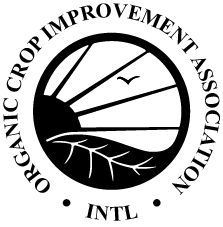 ORGANIC CROP IMPROVEMENT ASSOCIATION
• INTL •